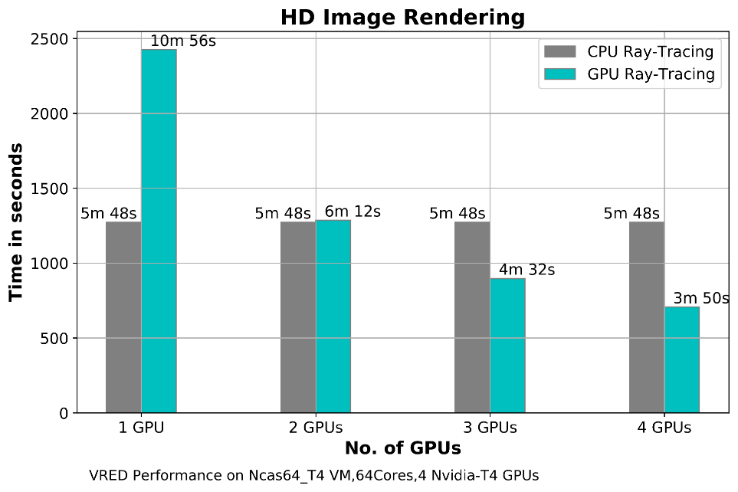 HD Image Rendering
CPU Ray-Tracing
GPU Ray-Tracing
Time in seconds
2500
2000
1500
1000
500
0
10m 56s
5m 48s
5m 48s
6m 12s
5m 48s
4m 32s
5m 48s
3m 50s
1 GPU
2 GPUs
3 GPUs
4 GPUs
No. of GPUs
VRED Performance on Ncas64_T4 VM,64Cores,4 Nvidia-T4 GPUs